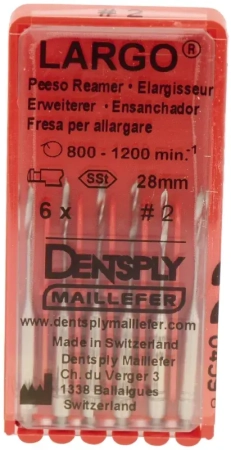 # 2
LARGO®
Peeso Reamer • Elargisseur
Erweiterer • Ensanchador
Fresa per allargare
800 - 1200 min.-1
SSt 28mm
6 x # 2
DENTSPLY
MAILLEFER
www.dentsplymaillefer.com
Made in Switzerland
Dentsply Maillefer
Ch. du Verger 3
1338 Ballaigues
Switzerland